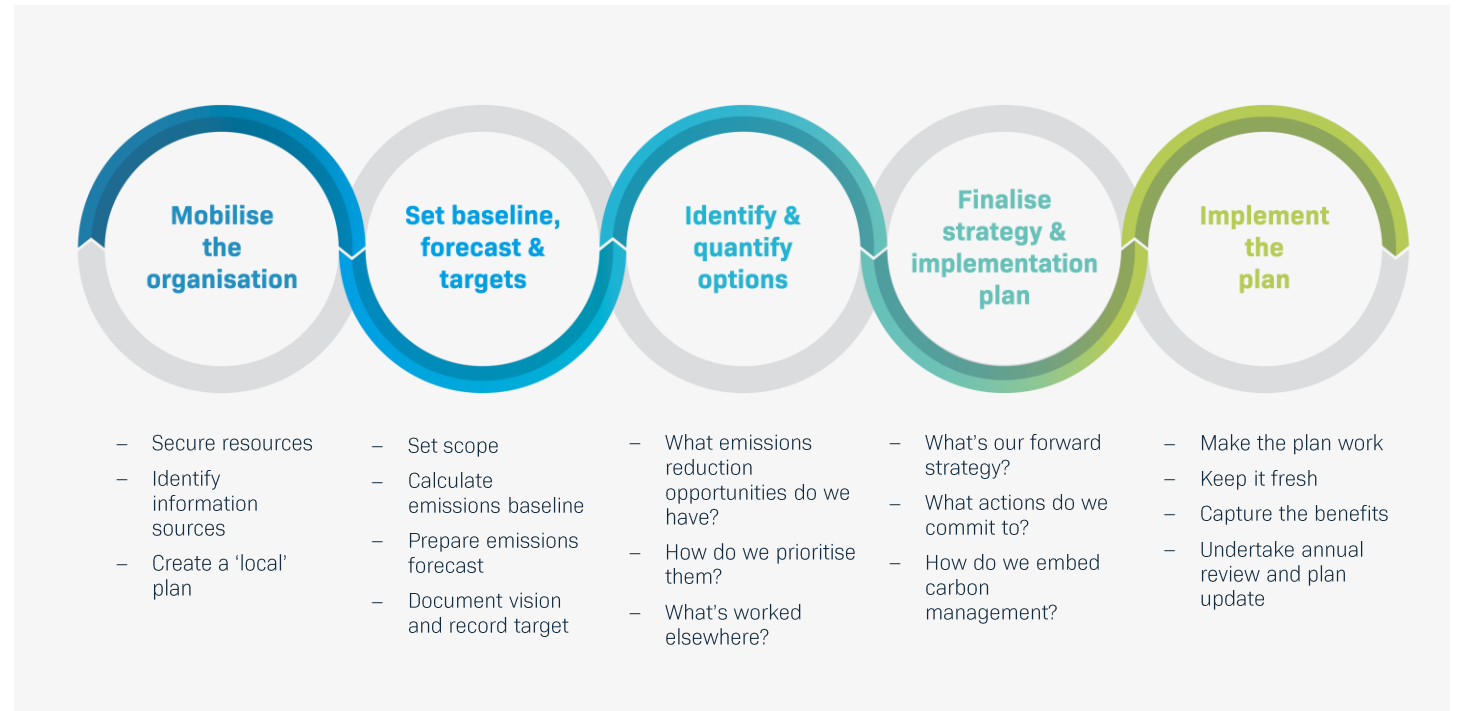 Mobilise
the
organisation
Set baseline,
forecast &
targets
Identify &
quantify
options
Finalise
strategy &
implementation
plan
Implement
the
plan
– Secure resources
– Identify
information
sources
– Create a ‘local’
plan
– Set scope
– Calculate
emissions baseline
– Prepare emissions
forecast
– Document vision
and record target
– What emissions
reduction
opportunities do we
have?
– How do we prioritise
them?
– What’s worked
elsewhere?
– What’s our forward
strategy?
– What actions do we
commit to?
– How do we embed
carbon
management?
– Make the plan work
– Keep it fresh
– Capture the benefits
– Undertake annual
review and plan
update